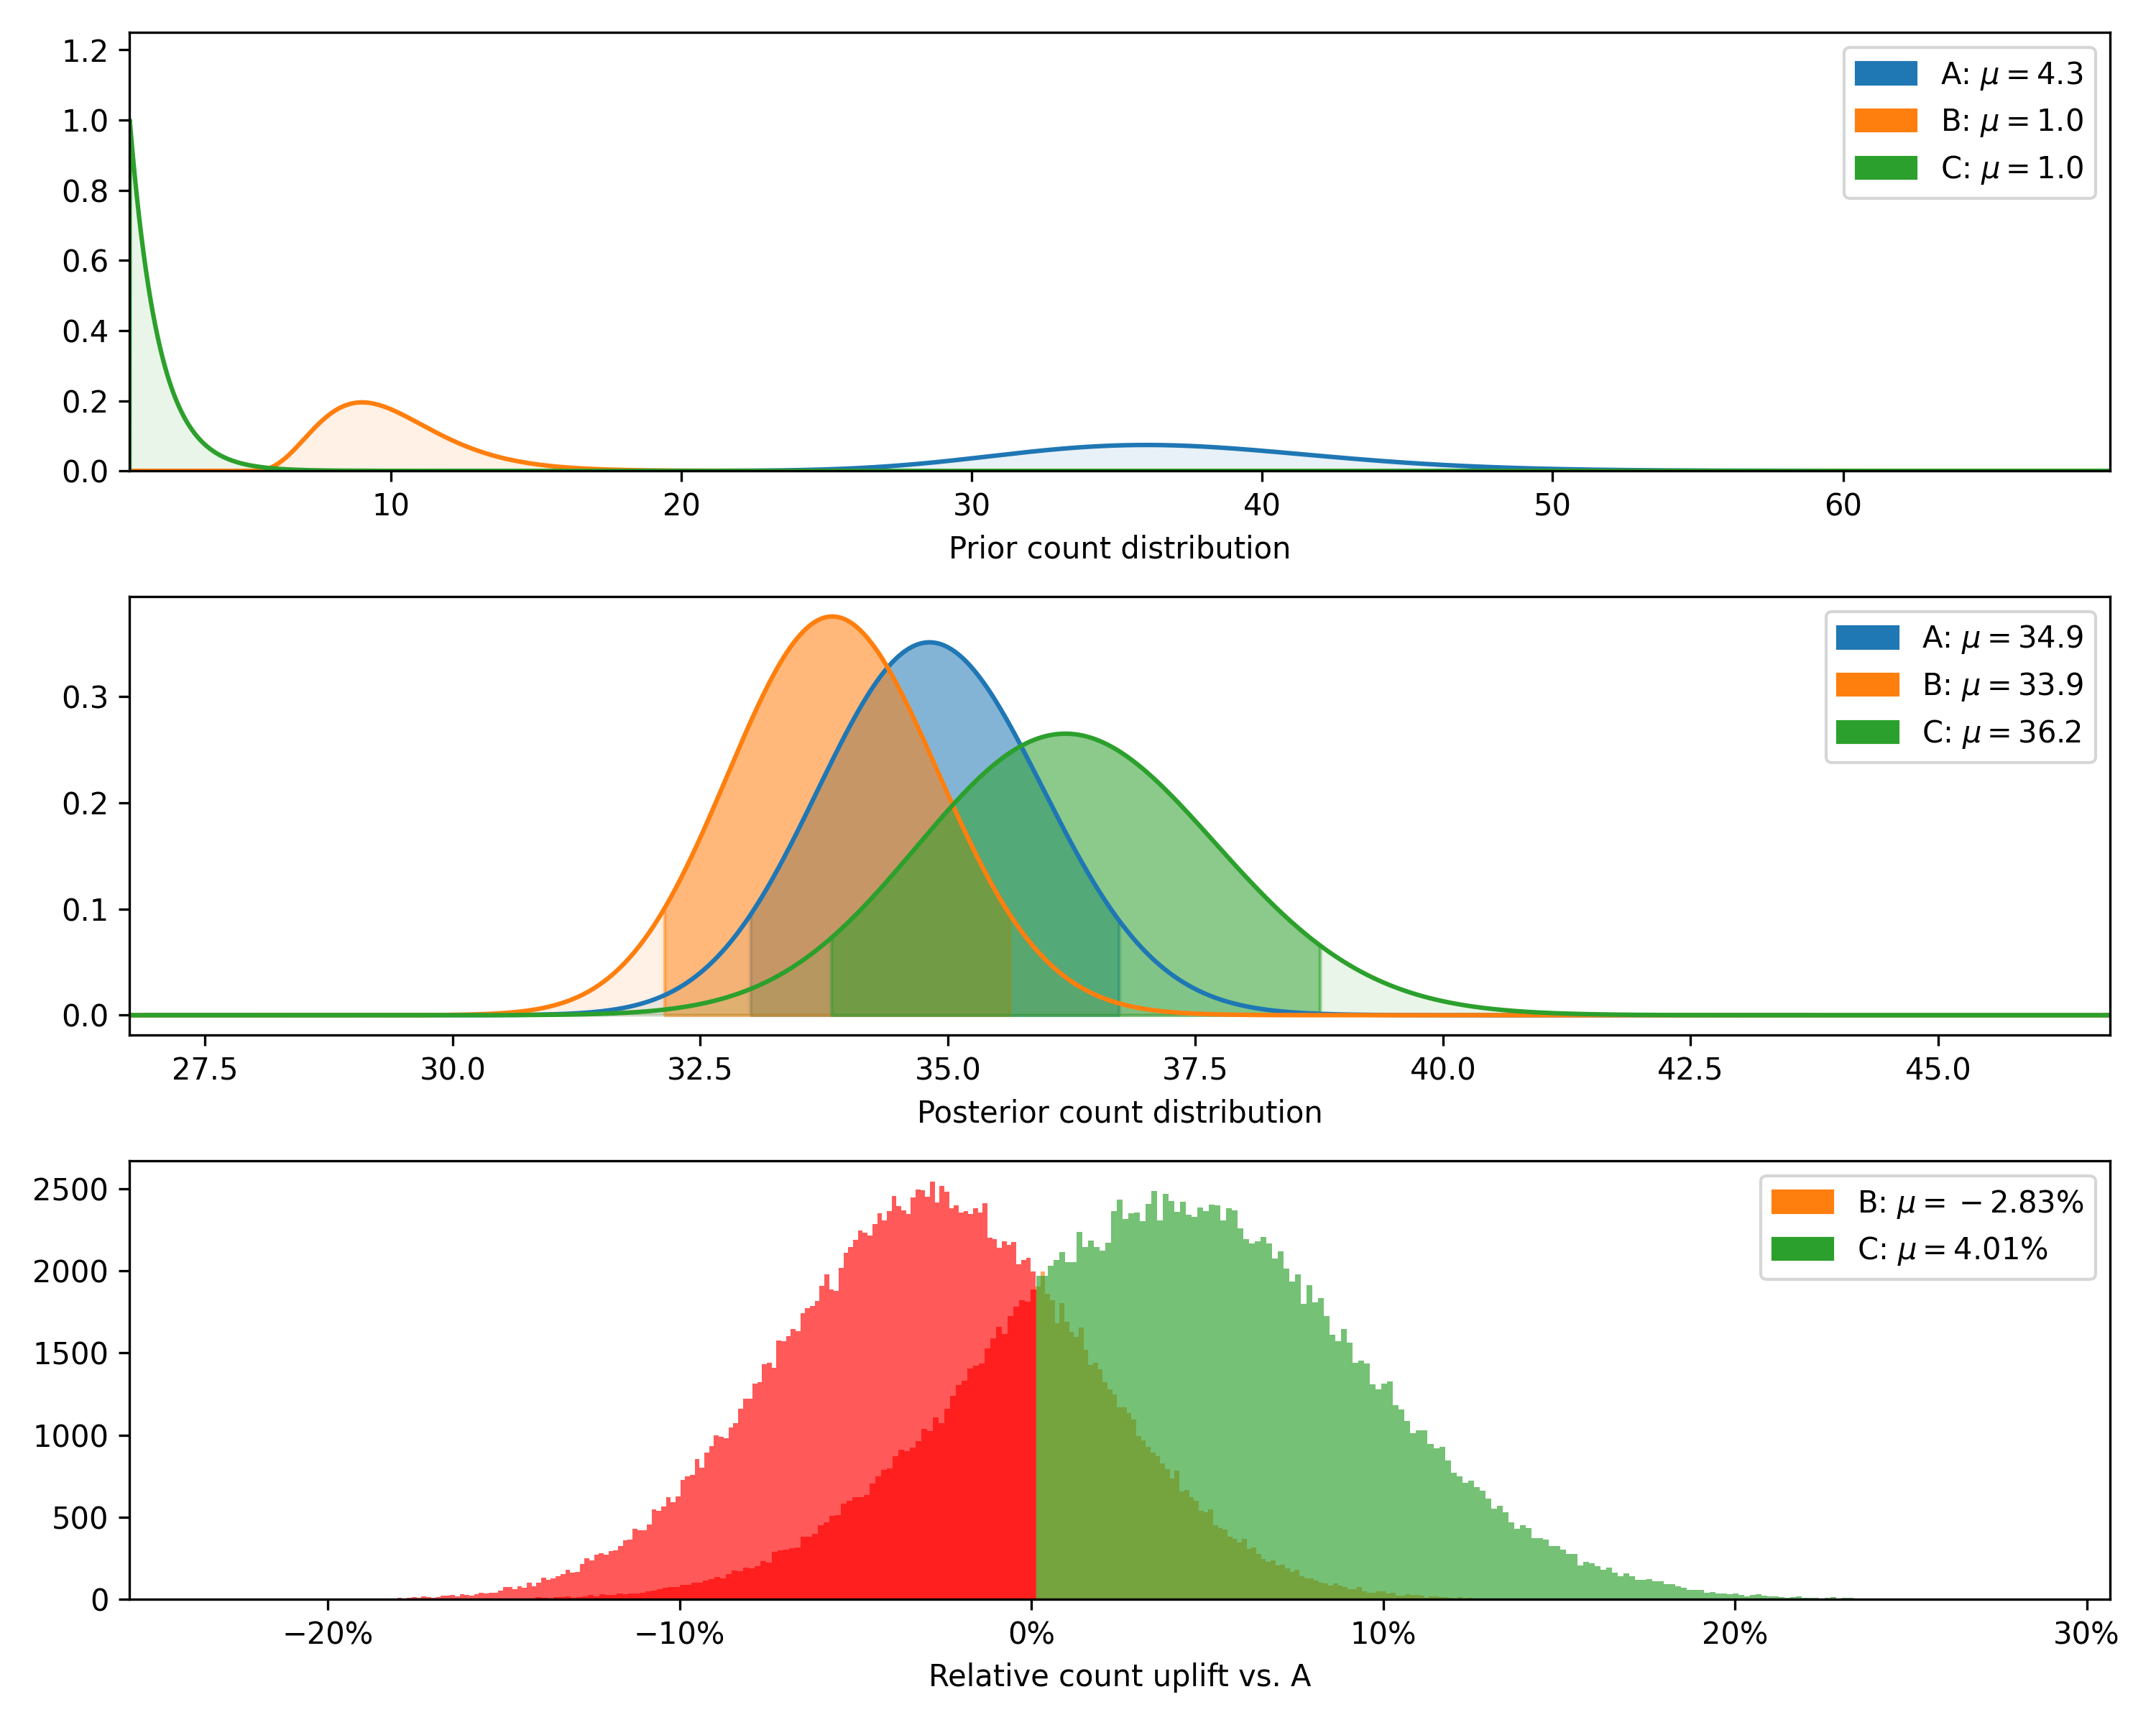 1.2
1.0
0.8
0.6
0.4
0.2
0.0
A: μ = 4.3
B: μ = 1.0
C: μ = 1.0
10 20 30 40 50 60
Prior count distribution
0.3
0.2
0.1
0.0
A: μ = 34.9
B: μ = 33.9
C: μ = 36.2
27.5 30.0 32.5 35.0 37.5 40.0 42.5 45.0
Posterior count distribution
2500
2000
1500
1000
500
0
B: μ = −2.83%
C: μ = 4.01%
−20% −10% 0% 10% 20% 30%
Relative count uplift vs. A